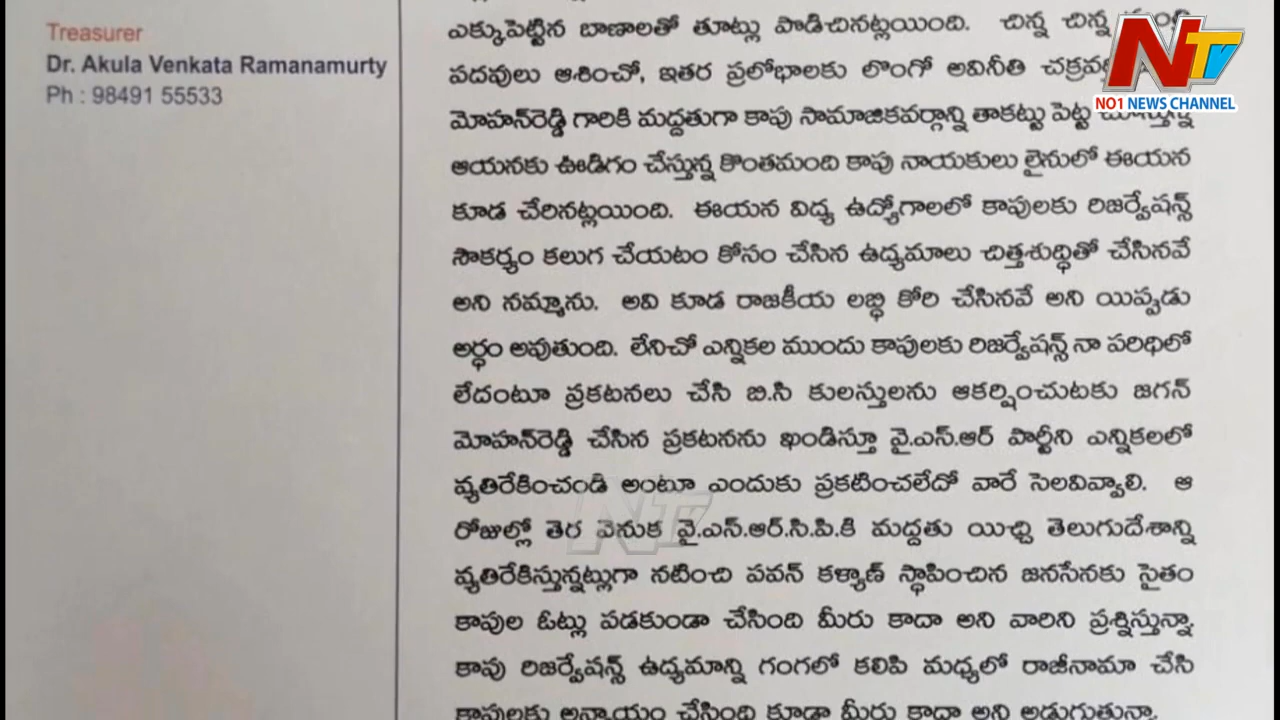 Treasurer
Dr. Akula Venkata Ramanamurty
Ph : 98491 55533
ఎక్కుపెట్టిన బాణాలతో తూట్లు పొడిచినట్లయింది. చిన్న చిన్న
పదవులు ఆశించో, ఇతర ప్రలోభాలకు లొంగో అవినీతి
మోహన్‌రెడ్డి గారికి మద్దతుగా కాపు సామాజికవర్గాన్ని తాకట్టు పెట్ట
ఆయనకు ఊడిగం చేస్తున్న కొంతమంది కాపు నాయకులు లైనులో ఈయన
కూడ చేరినట్లయింది. ఈయన విద్య ఉద్యోగాలలో కాపులకు రిజర్వేషన్స్
సౌకర్యం కలుగ చేయటం కోసం చేసిన ఉద్యమాలు చిత్తశుద్ధితో చేసినవే
అని నమ్మాను. అవి కూడ రాజకీయ లబ్ధి కోరి చేసినవే అని యిప్పుడు
అర్ధం అవుతుంది. లేనిచో ఎన్నికల ముందు కాపులకు రిజర్వేషన్స్ నా పరిధిలో
లేదంటూ ప్రకటనలు చేసి బి.సి కులస్తులను ఆకర్షించుటకు జగన్
మోహన్‌రెడ్డి చేసిన ప్రకటనను ఖండిస్తూ వై.ఎస్.ఆర్ పార్టీని ఎన్నికలలో
వ్యతిరేకించండి అంటూ ఎందుకు ప్రకటించలేదో వారే సెలవివ్వాలి. ఆ
రోజుల్లో తెర వెనుక వై.ఎస్.ఆర్.సి.పి.కి మద్దతు యిచ్చి తెలుగుదేశాన్ని
వ్యతిరేకిస్తున్నట్లుగా నటించి పవన్ కళ్యాణ్ స్థాపించిన జనసేనకు సైతం
కాపుల ఓట్లు పడకుండా చేసింది మీరు కాదా అని వారిని ప్రశ్నిస్తున్నా.
కాపు రిజర్వేషన్స్ ఉద్యమాన్ని గంగలో కలిపి మధ్యలో రాజీనామా చేసి
కాపులకు అన్యాయం చేసింది కూడా మీరు కాదా అని అడుగుతున్నా.
NTV
NO1 NEWS CHANNEL
NTV